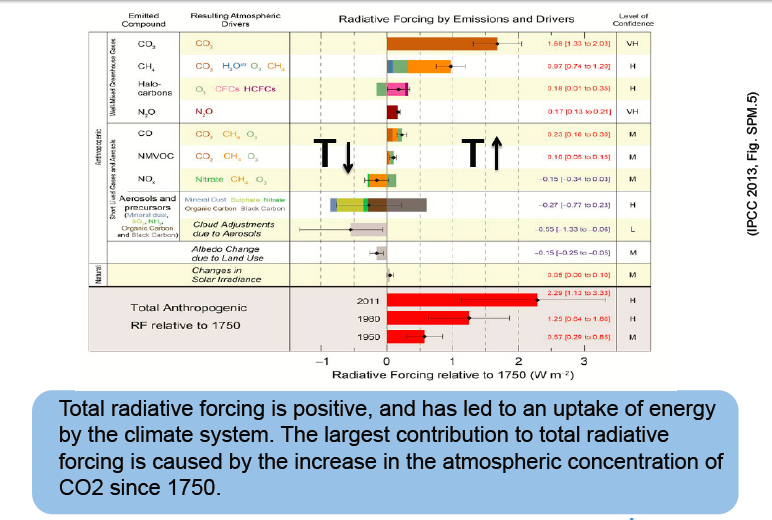 Emitted Compound
Resulting Atmospheric Drivers
Radiative Forcing by Emissions and Drivers
Level of Confidence
Anthropogenic
Well-Mixed Greenhouse Gases
CO₂ CO₂ 1.68 [1.33 to 2.03] VH
CH₄ CO₂ H₂Oˢᵗʳ O₃ CH₄ 0.97 [0.74 to 1.20] H
Halo-carbons O₃ CFCs HCFCs 0.18 [0.01 to 0.35] H
N₂O N₂O 0.17 [0.13 to 0.21] VH
Short Lived Gases and Aerosols
CO CO₂ CH₄ O₃ 0.23 [0.16 to 0.30] M
NMVOC CO₂ CH₄ O₃ 0.10 [0.05 to 0.15] M
NOₓ Nitrate CH₄ O₃ -0.15 [-0.34 to 0.03] M
T
T
Aerosols and precursors
(Mineral dust,
SO₂, NH₃,
Organic Carbon
and Black Carbon)
Mineral Dust Sulphate Nitrate
Organic Carbon Black Carbon
-0.27 [-0.77 to 0.23] H
Cloud Adjustments due to Aerosols -0.55 [-1.33 to -0.06] L
Albedo Change due to Land Use -0.15 [-0.25 to -0.05] M
Natural
Changes in Solar Irradiance 0.05 [0.00 to 0.10] M
Total Anthropogenic
RF relative to 1750
2011 2.29 [1.13 to 3.33] H
1980 1.25 [0.64 to 1.86] H
1950 0.57 [0.29 to 0.85] M
−1 0 1 2 3
Radiative Forcing relative to 1750 (W m⁻²)
(IPCC 2013, Fig. SPM.5)
Total radiative forcing is positive, and has led to an uptake of energy
by the climate system. The largest contribution to total radiative
forcing is caused by the increase in the atmospheric concentration of
CO2 since 1750.